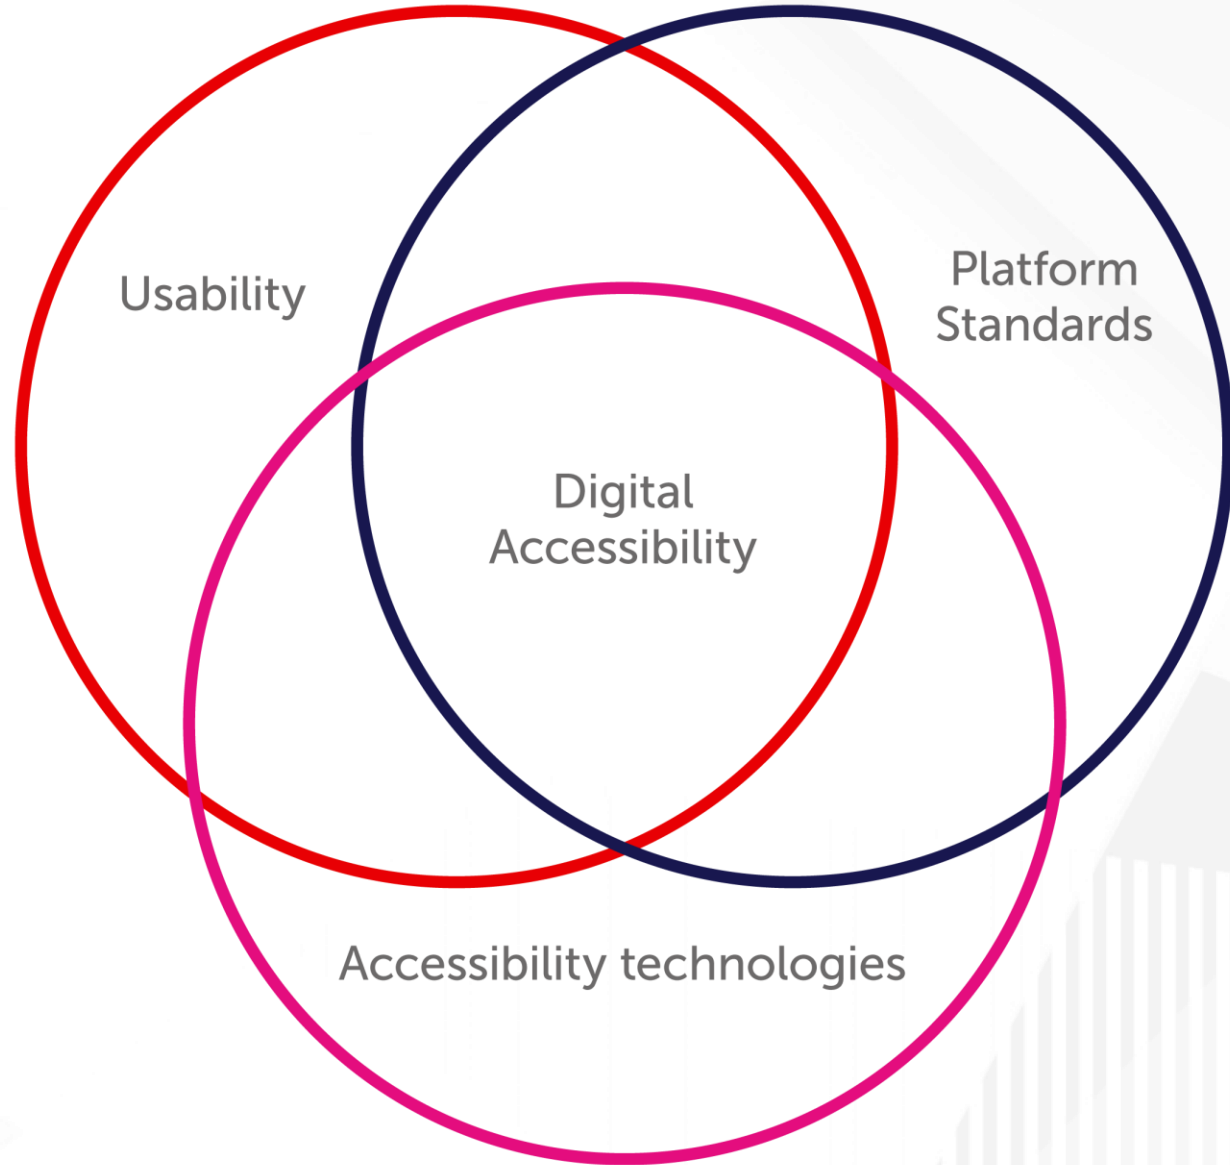 Usability
Platform
Standards
Digital
Accessibility
Accessibility technologies